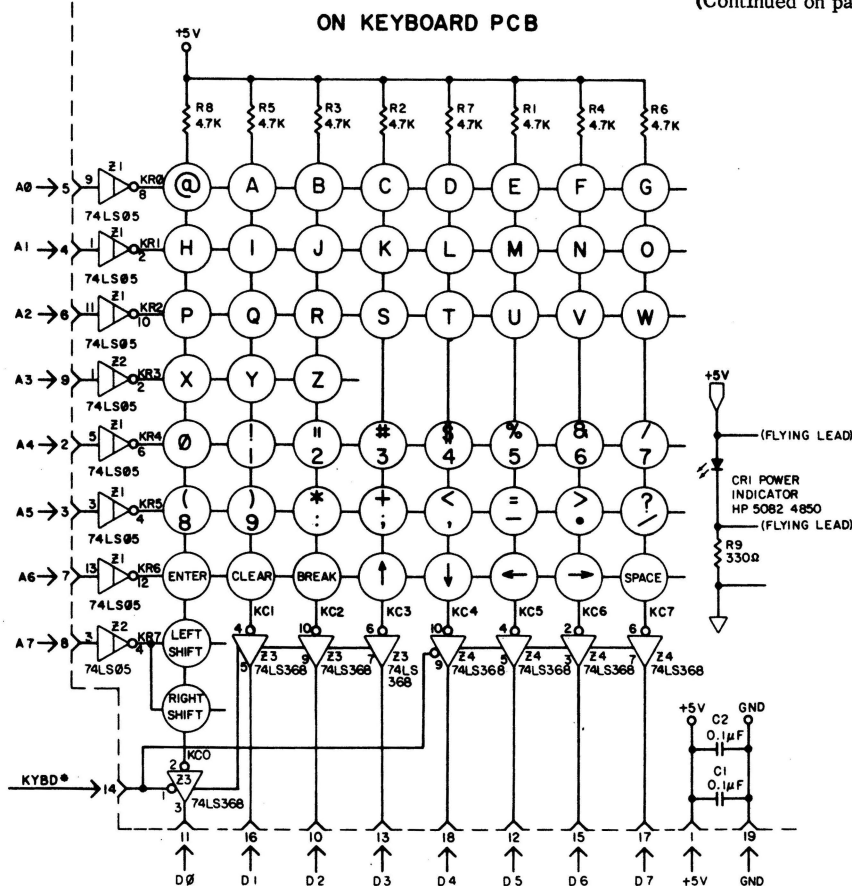 (Continued on pa
ON KEYBOARD PCB
+5V
R8 R5 R3 R2 R7 R1 R4 R6
4.7K 4.7K 4.7K 4.7K 4.7K 4.7K 4.7K 4.7K
A0 5 9 Z1 8 KR0 @ A B C D E F G
74LS05
A1 4 1 Z1 2 KR1 H I J K L M N O
74LS05
A2 6 11 Z1 10 KR2 P Q R S T U V W
74LS05
A3 9 1 Z2 2 KR3 X Y Z
74LS05
+5V
A4 2 5 Z1 6 KR4 0 ! 1 " 2 # 3 $ 4 % 5 & 6 / 7
74LS05
(FLYING LEAD)
CR1 POWER
INDICATOR
HP 5082 4850
A5 3 3 Z1 4 KR5 ( 8 ) 9 * : + ; < , = – > . ? /
74LS05
(FLYING LEAD)
R9
330Ω
A6 7 13 Z1 12 KR6 ENTER CLEAR BREAK ↑ ↓ ← → SPACE
74LS05
KC1 KC2 KC3 KC4 KC5 KC6 KC7
A7 8 3 Z2 4 KR7 LEFT SHIFT
74LS05
4 10 6 10 4 2 6
Z3 Z3 Z3 Z4 Z4 Z4 Z4
5 9 7 9 5 3 7
74LS368 74LS368 74LS 368 74LS368 74LS368 74LS368 74LS368
RIGHT SHIFT
+5V GND
C2
0.1µF
C1
0.1µF
KC0
2
KYBD* 14 1 Z3
74LS368
3
11 16 10 13 18 12 15 17 1 19
D0 D1 D2 D3 D4 D5 D6 D7 +5V GND